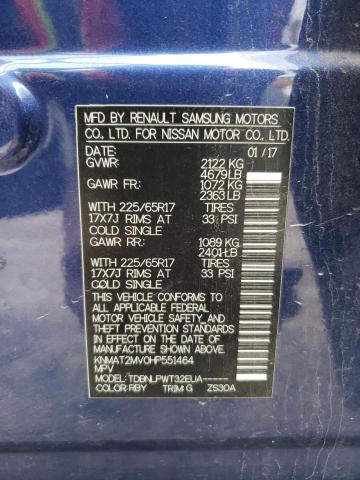 MFD BY RENAULT SAMSUNG MOTORS
CO., LTD. FOR NISSAN MOTOR CO., LTD.
DATE: 01 / 17
GVWR: 2122 KG
4679LB
GAWR FR: 1072 KG
2363LB
WITH 225/65R17 TIRES
17X7J RIMS AT 33 PSI
COLD SINGLE
GAWR RR: 1089 KG
2401LB
WITH 225/65R17 TIRES
17X7J RIMS AT 33 PSI
COLD SINGLE
THIS VEHICLE CONFORMS TO ALL
APPLICABLE FEDERAL
MOTOR VEHICLE SAFETY STANDARDS
IN EFFECT ON THE DATE OF
MANUFACTURE SHOWN ABOVE.
KNMAT2MV0HP551464
MPV
MODEL: TDBNLPWT32EUA-----
COLOR:RBY TRIM:G ZS30A